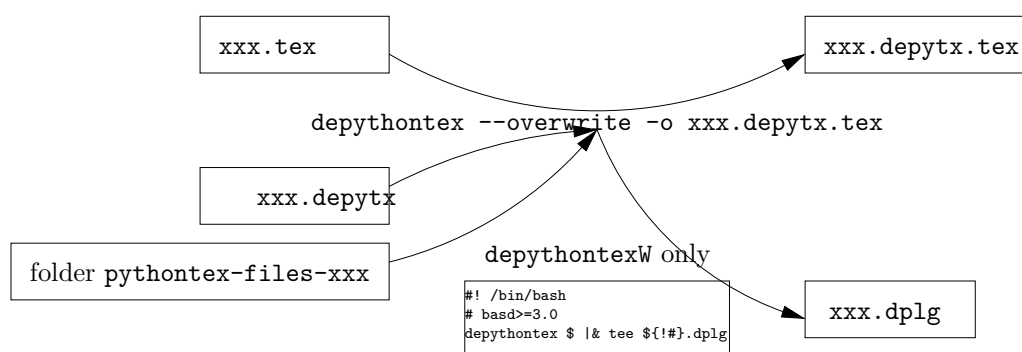 xxx.tex
xxx.depytx.tex
depythontex --overwrite -o xxx.depytx.tex
xxx.depytx
folder pythontex-files-xxx
depythontexW only
#! /bin/bash
# basd>=3.0
depythontex $ |& tee ${!#}.dplg
xxx.dplg